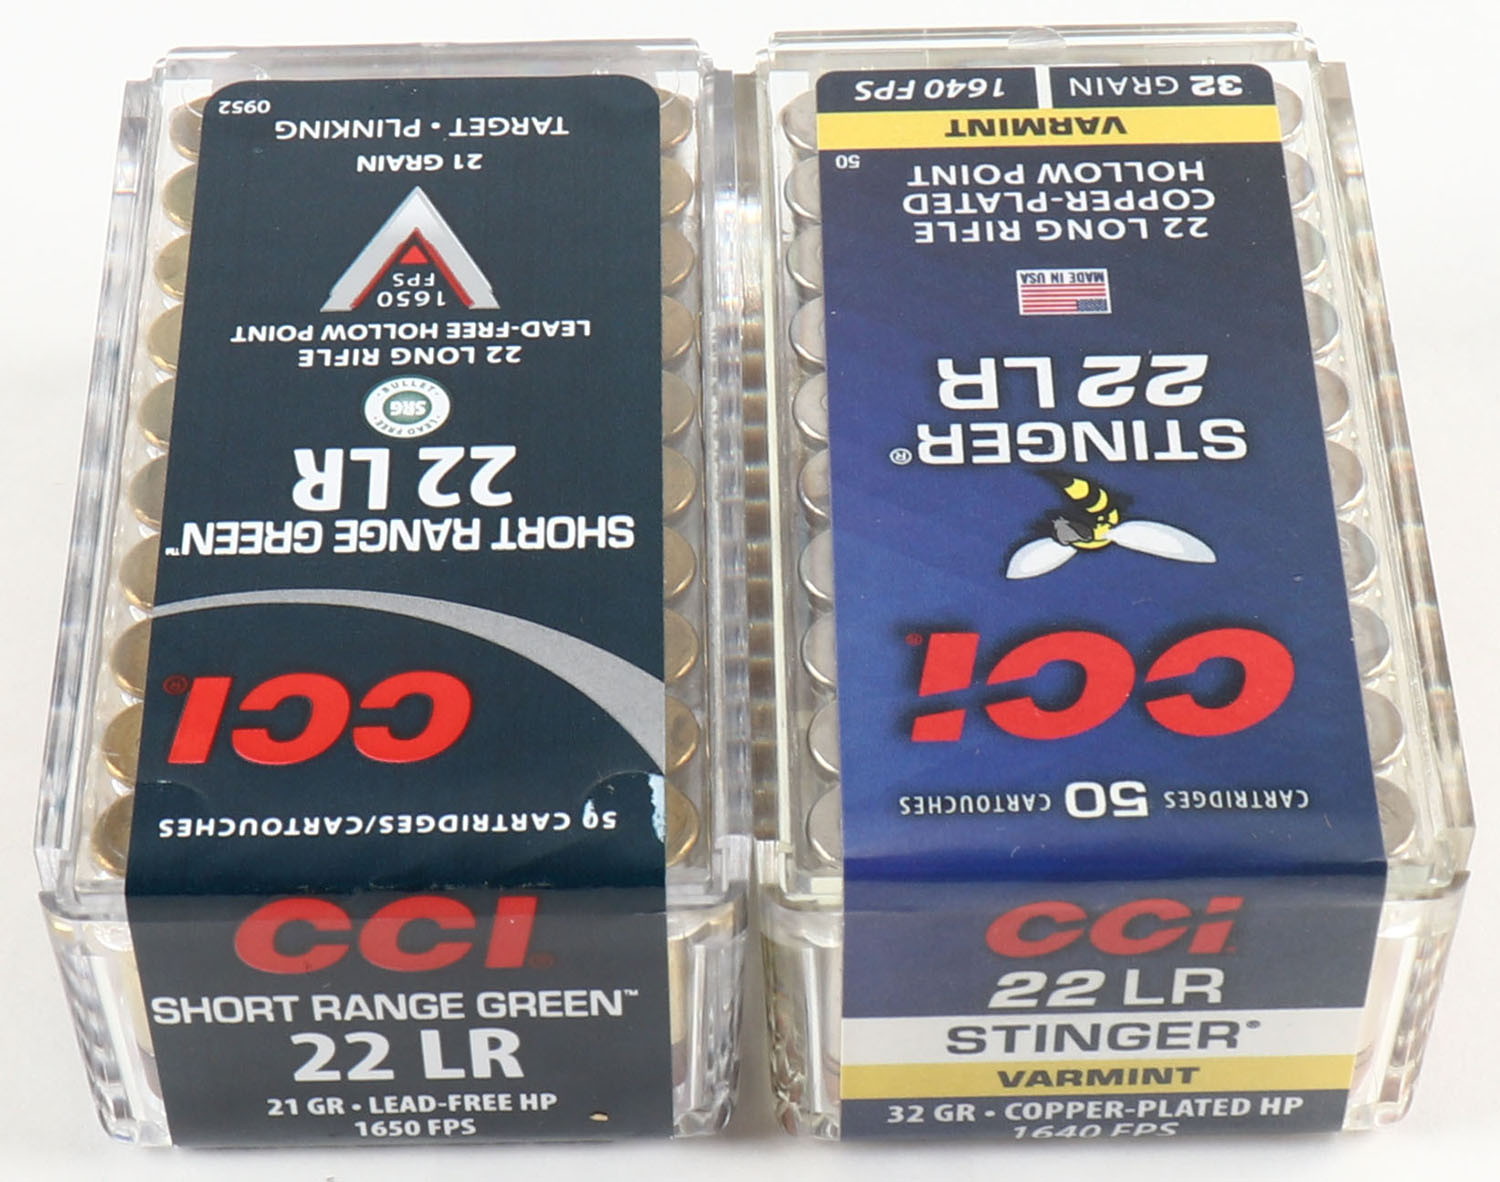 0952
TARGET • PLINKING
21 GRAIN
1650
FPS
22 LONG RIFLE
LEAD-FREE HOLLOW POINT
BULLET
SRG
LEAD FREE
22 LR
SHORT RANGE GREEN™
CCI®
50 CARTRIDGES/CARTOUCHES
CCI®
SHORT RANGE GREEN™
22 LR
21 GR • LEAD-FREE HP
1650 FPS
32 GRAIN
1640 FPS
VARMINT
50
22 LONG RIFLE
COPPER-PLATED
HOLLOW POINT
MADE IN USA
STINGER®
22 LR
CCI®
50 CARTRIDGES CARTOUCHES
CCI®
22 LR
STINGER®
VARMINT
32 GR • COPPER-PLATED HP
1640 FPS